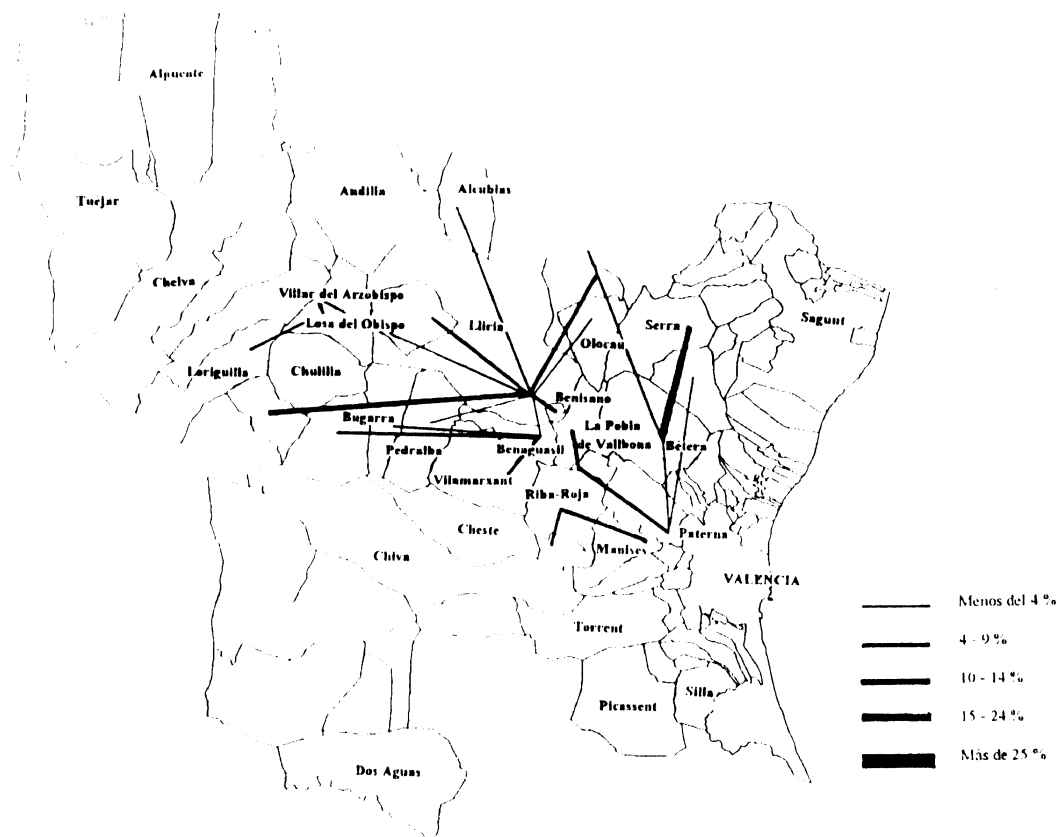 Alpuente
Tuejar
Andilla
Alcublas
Chelva
Villar del Arzobispo
Losa del Obispo
Llíria
Serra
Sagunt
Olocau
Loriguilla
Chulilla
Benisano
Bugarra
La Pobla
de Vallbona
Bétera
Pedralba
Benaguasil
Vilamarxant
Riba-Roja
Cheste
Paterna
Chiva
Manises
VALENCIA
Menos del 4 %
Torrent
4 - 9 %
10 - 14 %
Silla
Picassent
15 - 24 %
Más de 25 %
Dos Aguas